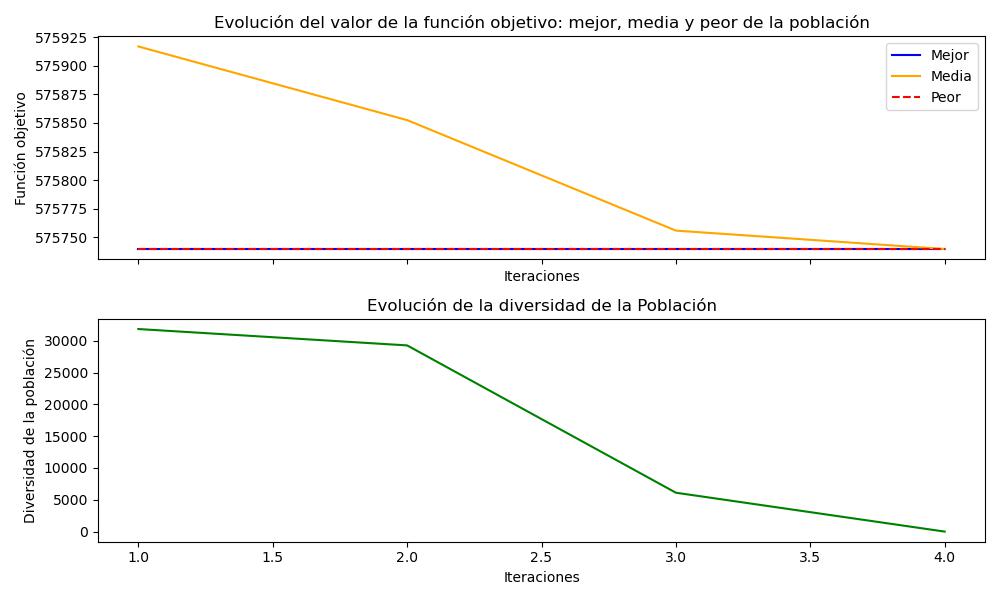 Evolución del valor de la función objetivo: mejor, media y peor de la población
575925
575900
575875
575850
575825
575800
575775
575750
Función objetivo
Mejor
Media
Peor
Iteraciones
Evolución de la diversidad de la Población
30000
25000
20000
15000
10000
5000
0
Diversidad de la población
1.0 1.5 2.0 2.5 3.0 3.5 4.0
Iteraciones